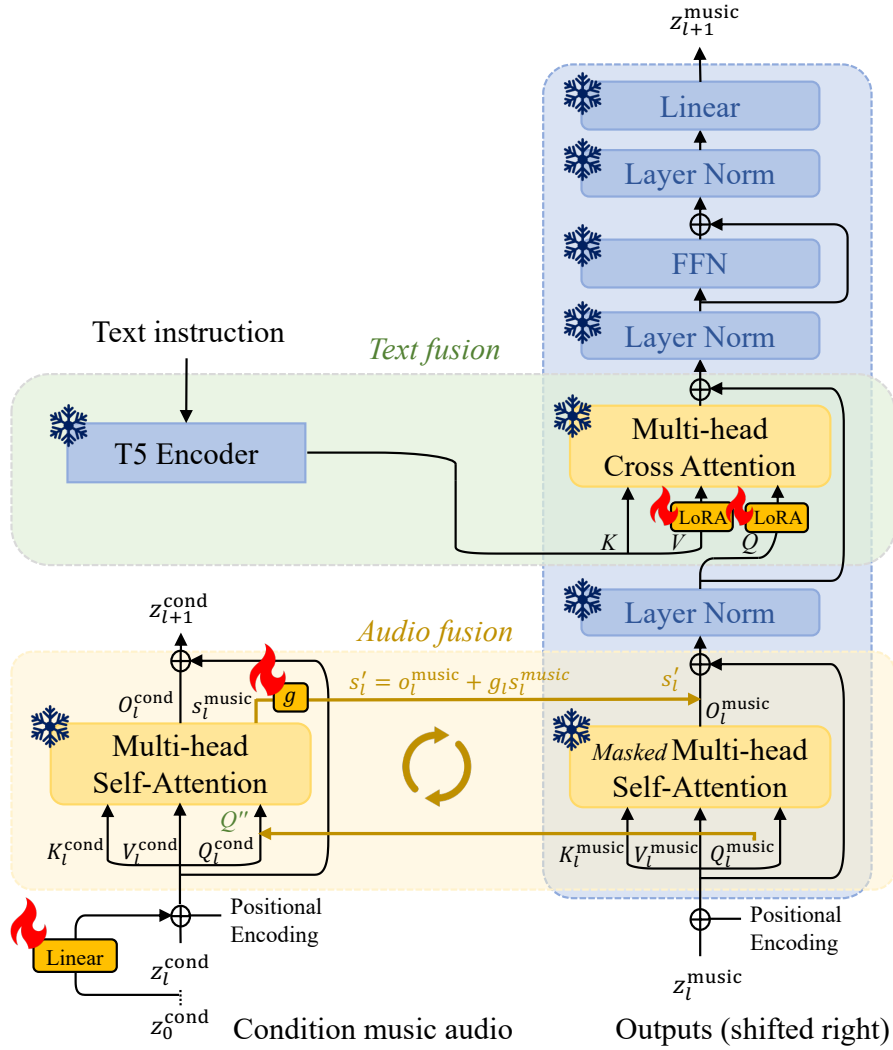 z_{l+1}^{music}
Linear
Layer Norm
FFN
Layer Norm
Text instruction
Text fusion
T5 Encoder
Multi-head
Cross Attention
LoRA
LoRA
K
V
Q
Layer Norm
z_{l+1}^{cond}
Audio fusion
O_l^{cond}
s_l^{music}
g
s_l' = o_l^{music} + g_l s_l^{music}
s_l'
O_l^{music}
Multi-head
Self-Attention
Masked Multi-head
Self-Attention
Q''
K_l^{cond}
V_l^{cond}
Q_l^{cond}
K_l^{music}
V_l^{music}
Q_l^{music}
Positional
Encoding
Positional
Encoding
Linear
z_l^{cond}
z_l^{music}
z_0^{cond}
Condition music audio
Outputs (shifted right)